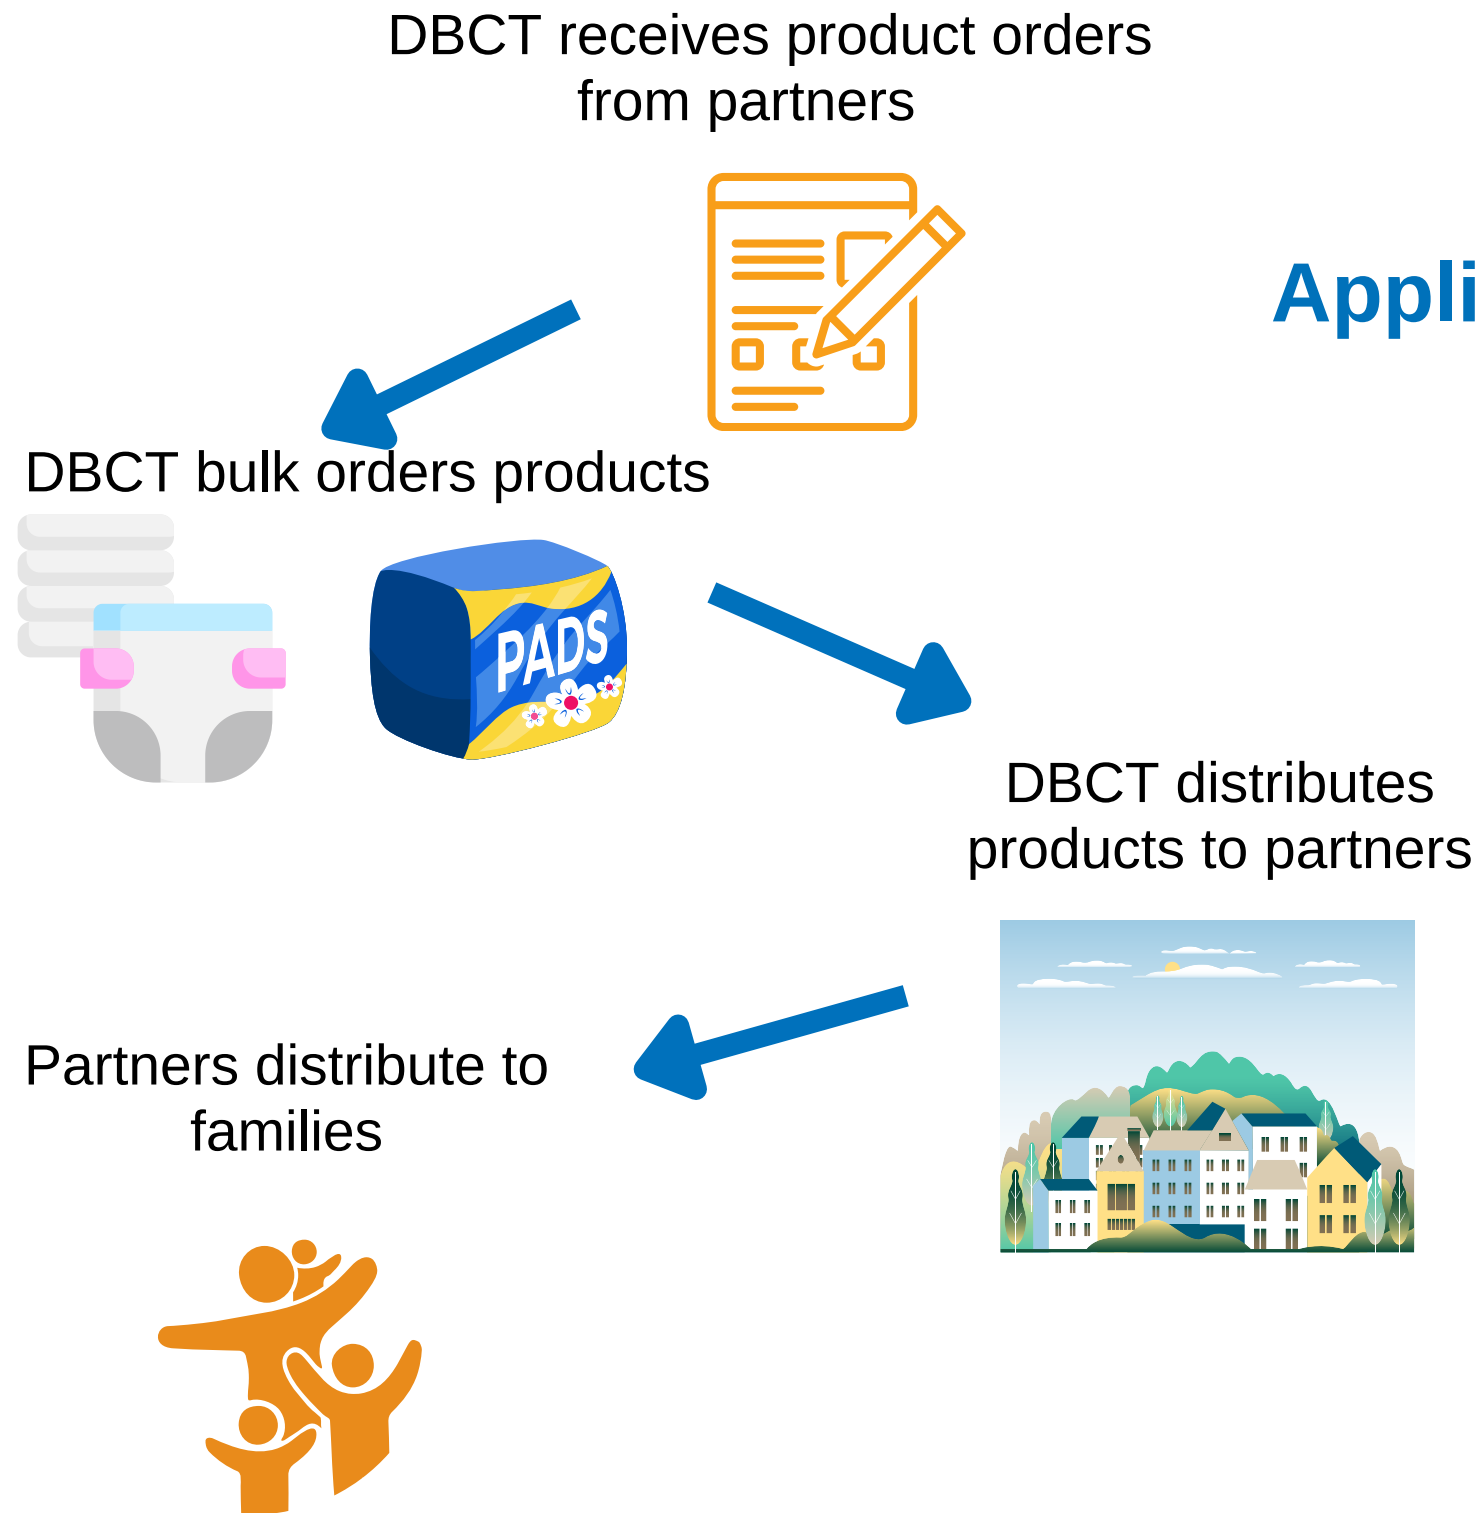 DBCT receives product orders
from partners
Appli
DBCT bulk orders products
PADS
DBCT distributes
products to partners
Partners distribute to
families